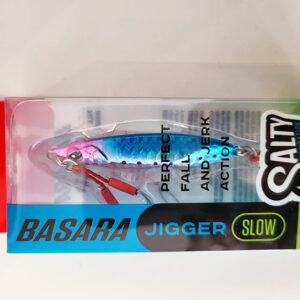 PERFECT
FALL
AND JERK
ACTION
SALTY
BASARA JIGGER SLOW